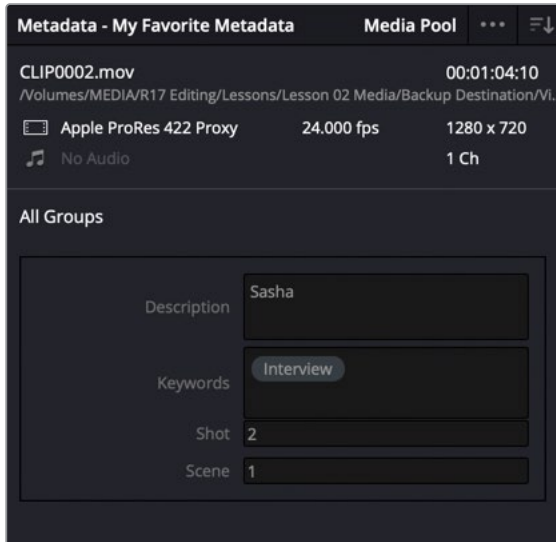 Metadata - My Favorite Metadata Media Pool •••
CLIP0002.mov 00:01:04:10
/Volumes/MEDIA/R17 Editing/Lessons/Lesson 02 Media/Backup Destination/Vi...
Apple ProRes 422 Proxy 24.000 fps 1280 x 720
No Audio 1 Ch
All Groups
Description Sasha
Keywords Interview
Shot 2
Scene 1